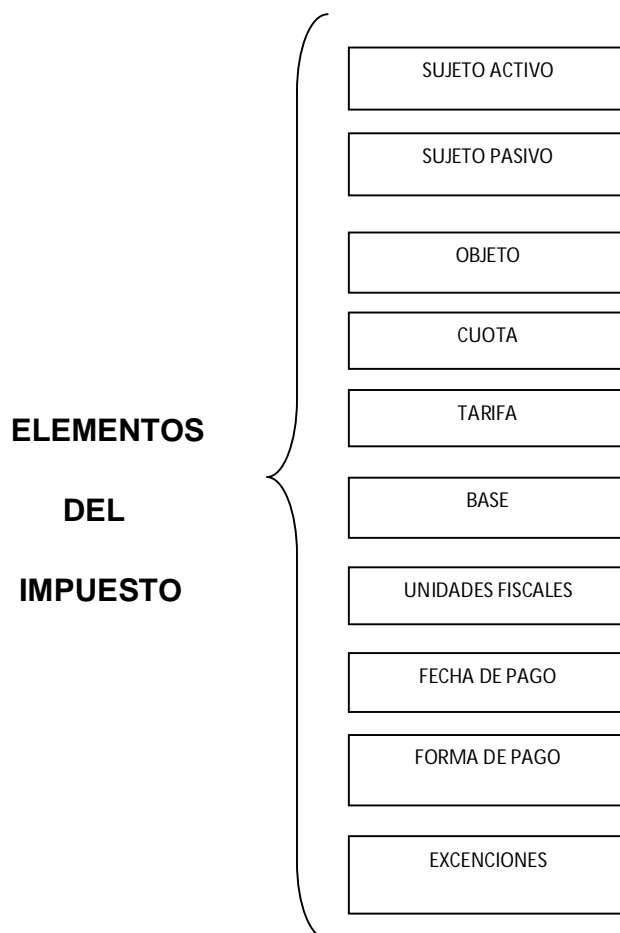 ELEMENTOS
DEL
IMPUESTO
SUJETO ACTIVO
SUJETO PASIVO
OBJETO
CUOTA
TARIFA
BASE
UNIDADES FISCALES
FECHA DE PAGO
FORMA DE PAGO
EXCENCIONES